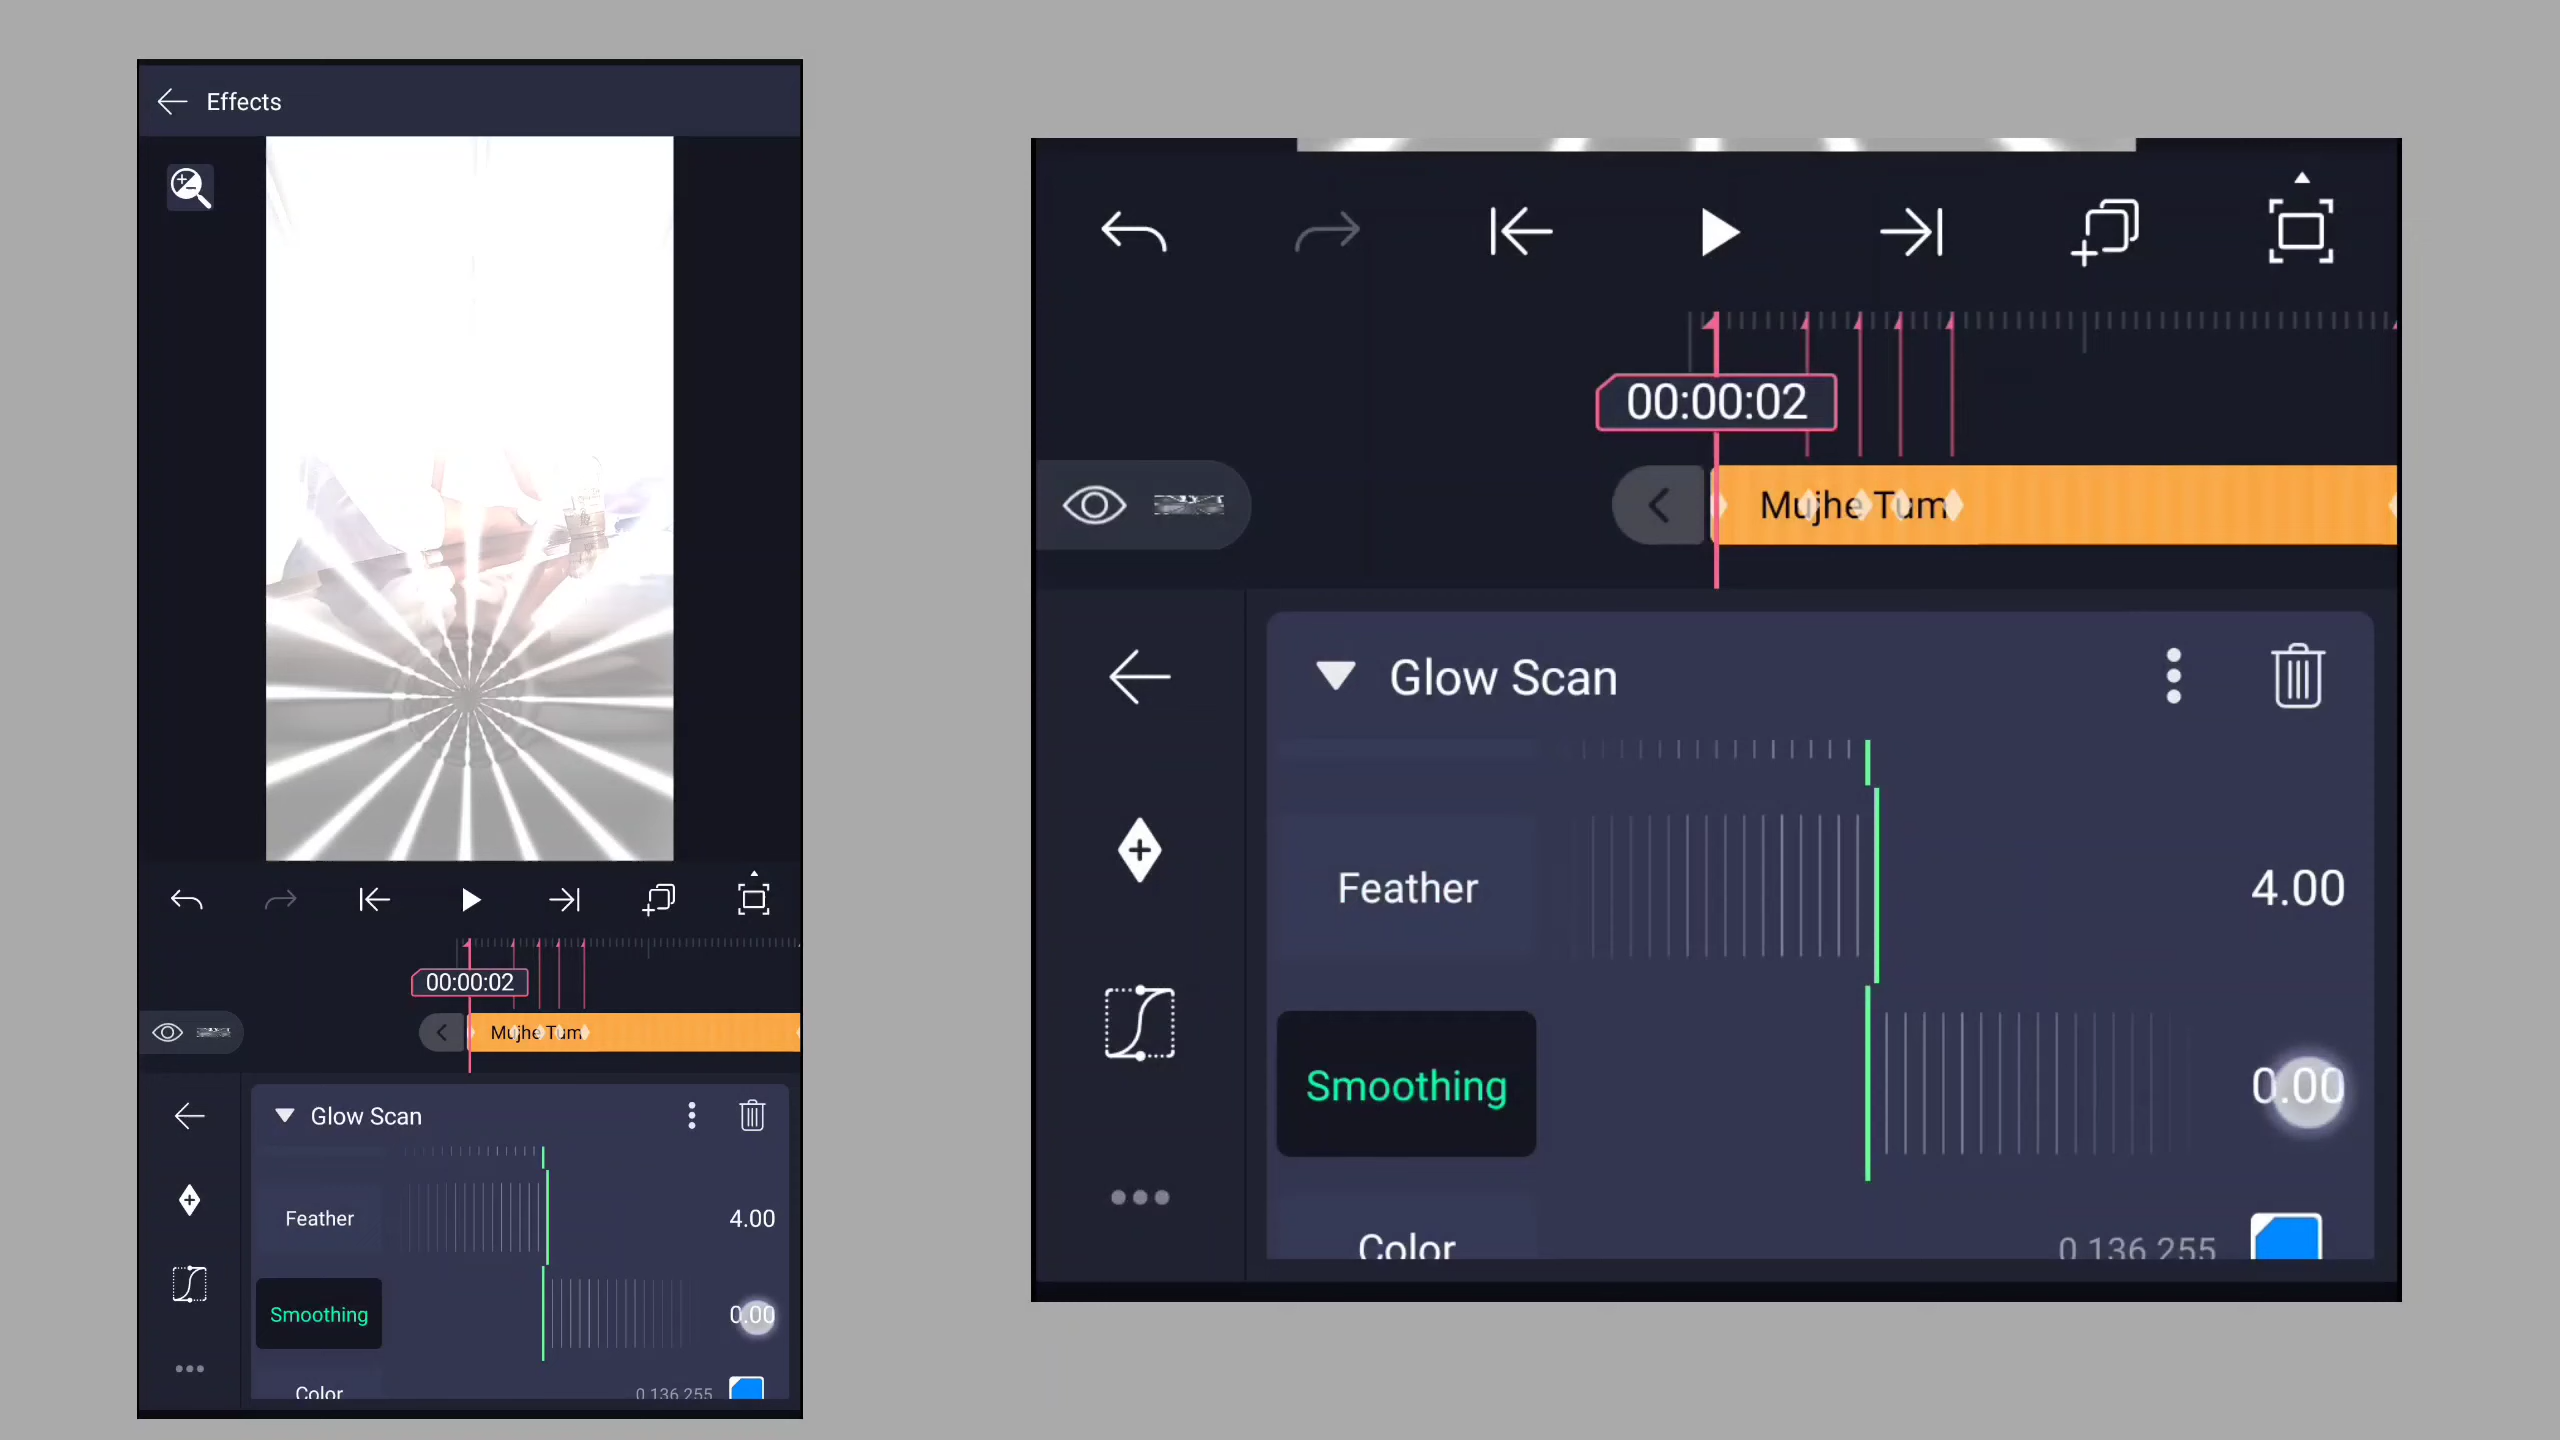 Effects
00:00:02
Mujhe Tum
Glow Scan
Feather
4.00
Smoothing
0.00
Color
0 136 255
00:00:02
Mujhe Tum
Glow Scan
Feather
4.00
Smoothing
0.00
Color
0 136 255